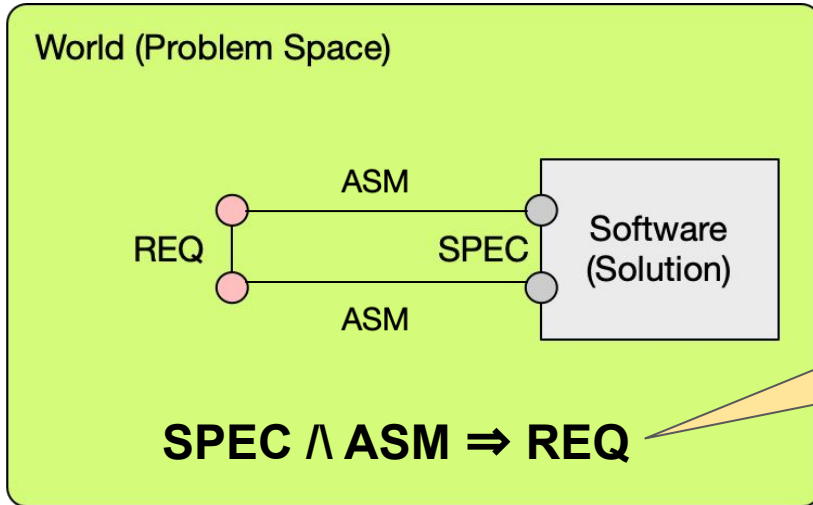 World (Problem Space)
ASM
REQ
SPEC
Software
(Solution)
ASM
SPEC /\ ASM ⇒ REQ